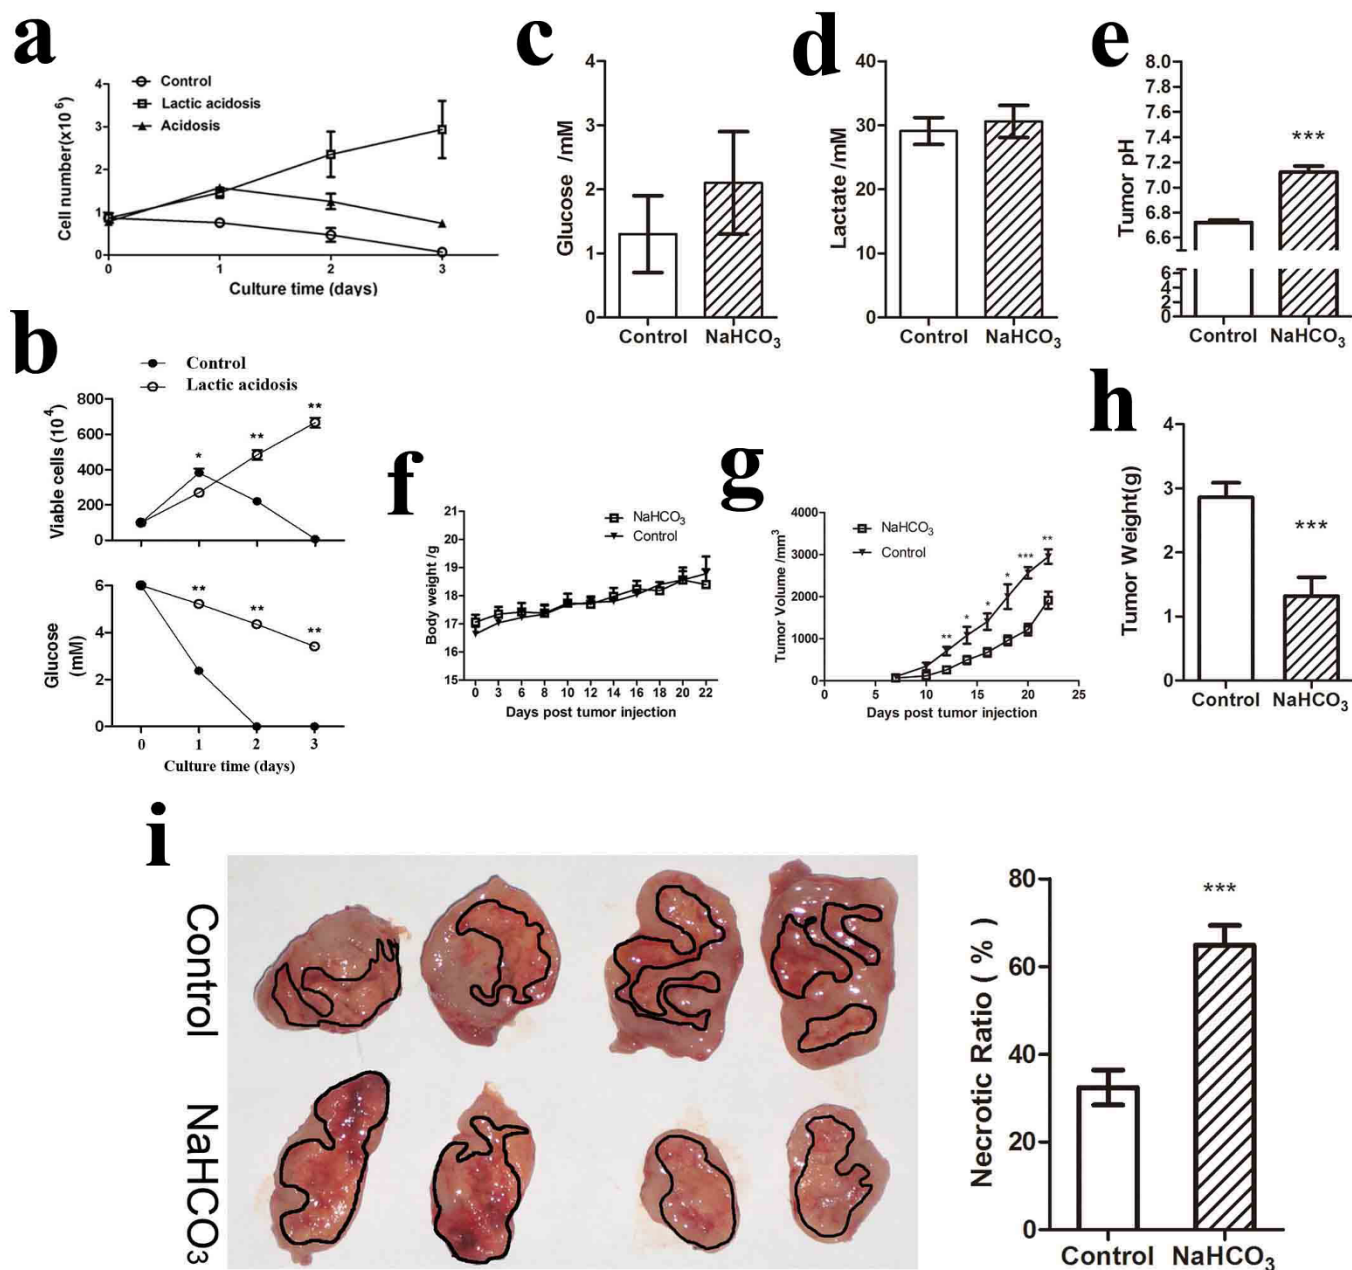 a
Control
Lactic acidosis
Acidosis
Cell number(x10⁶)
4
3
2
1
0
0 1 2 3
Culture time (days)
b
Control
Lactic acidosis
Viable cells (10⁴)
800
600
400
200
0
* ** **
Glucose
(mM)
6
4
2
0
** ** **
0 1 2 3
Culture time (days)
c
Glucose /mM
4
3
2
1
0
Control NaHCO₃
d
Lactate /mM
40
30
20
10
0
Control NaHCO₃
e
Tumor pH
8.0
7.8
7.6
7.4
7.2
7.0
6.8
6.6
6
4
2
0
***
Control NaHCO₃
f
NaHCO₃
Control
Body weight /g
21
20
19
18
17
16
15
0 3 6 8 10 12 14 16 18 20 22
Days post tumor injection
g
NaHCO₃
Control
Tumor Volume /mm³
4000
3000
2000
1000
0
** * * * *** **
0 5 10 15 20 25
Days post tumor injection
h
Tumor Weight(g)
4
3
2
1
0
***
Control NaHCO₃
i
Control
NaHCO₃
Necrotic Ratio ( % )
80
60
40
20
0
***
Control NaHCO₃